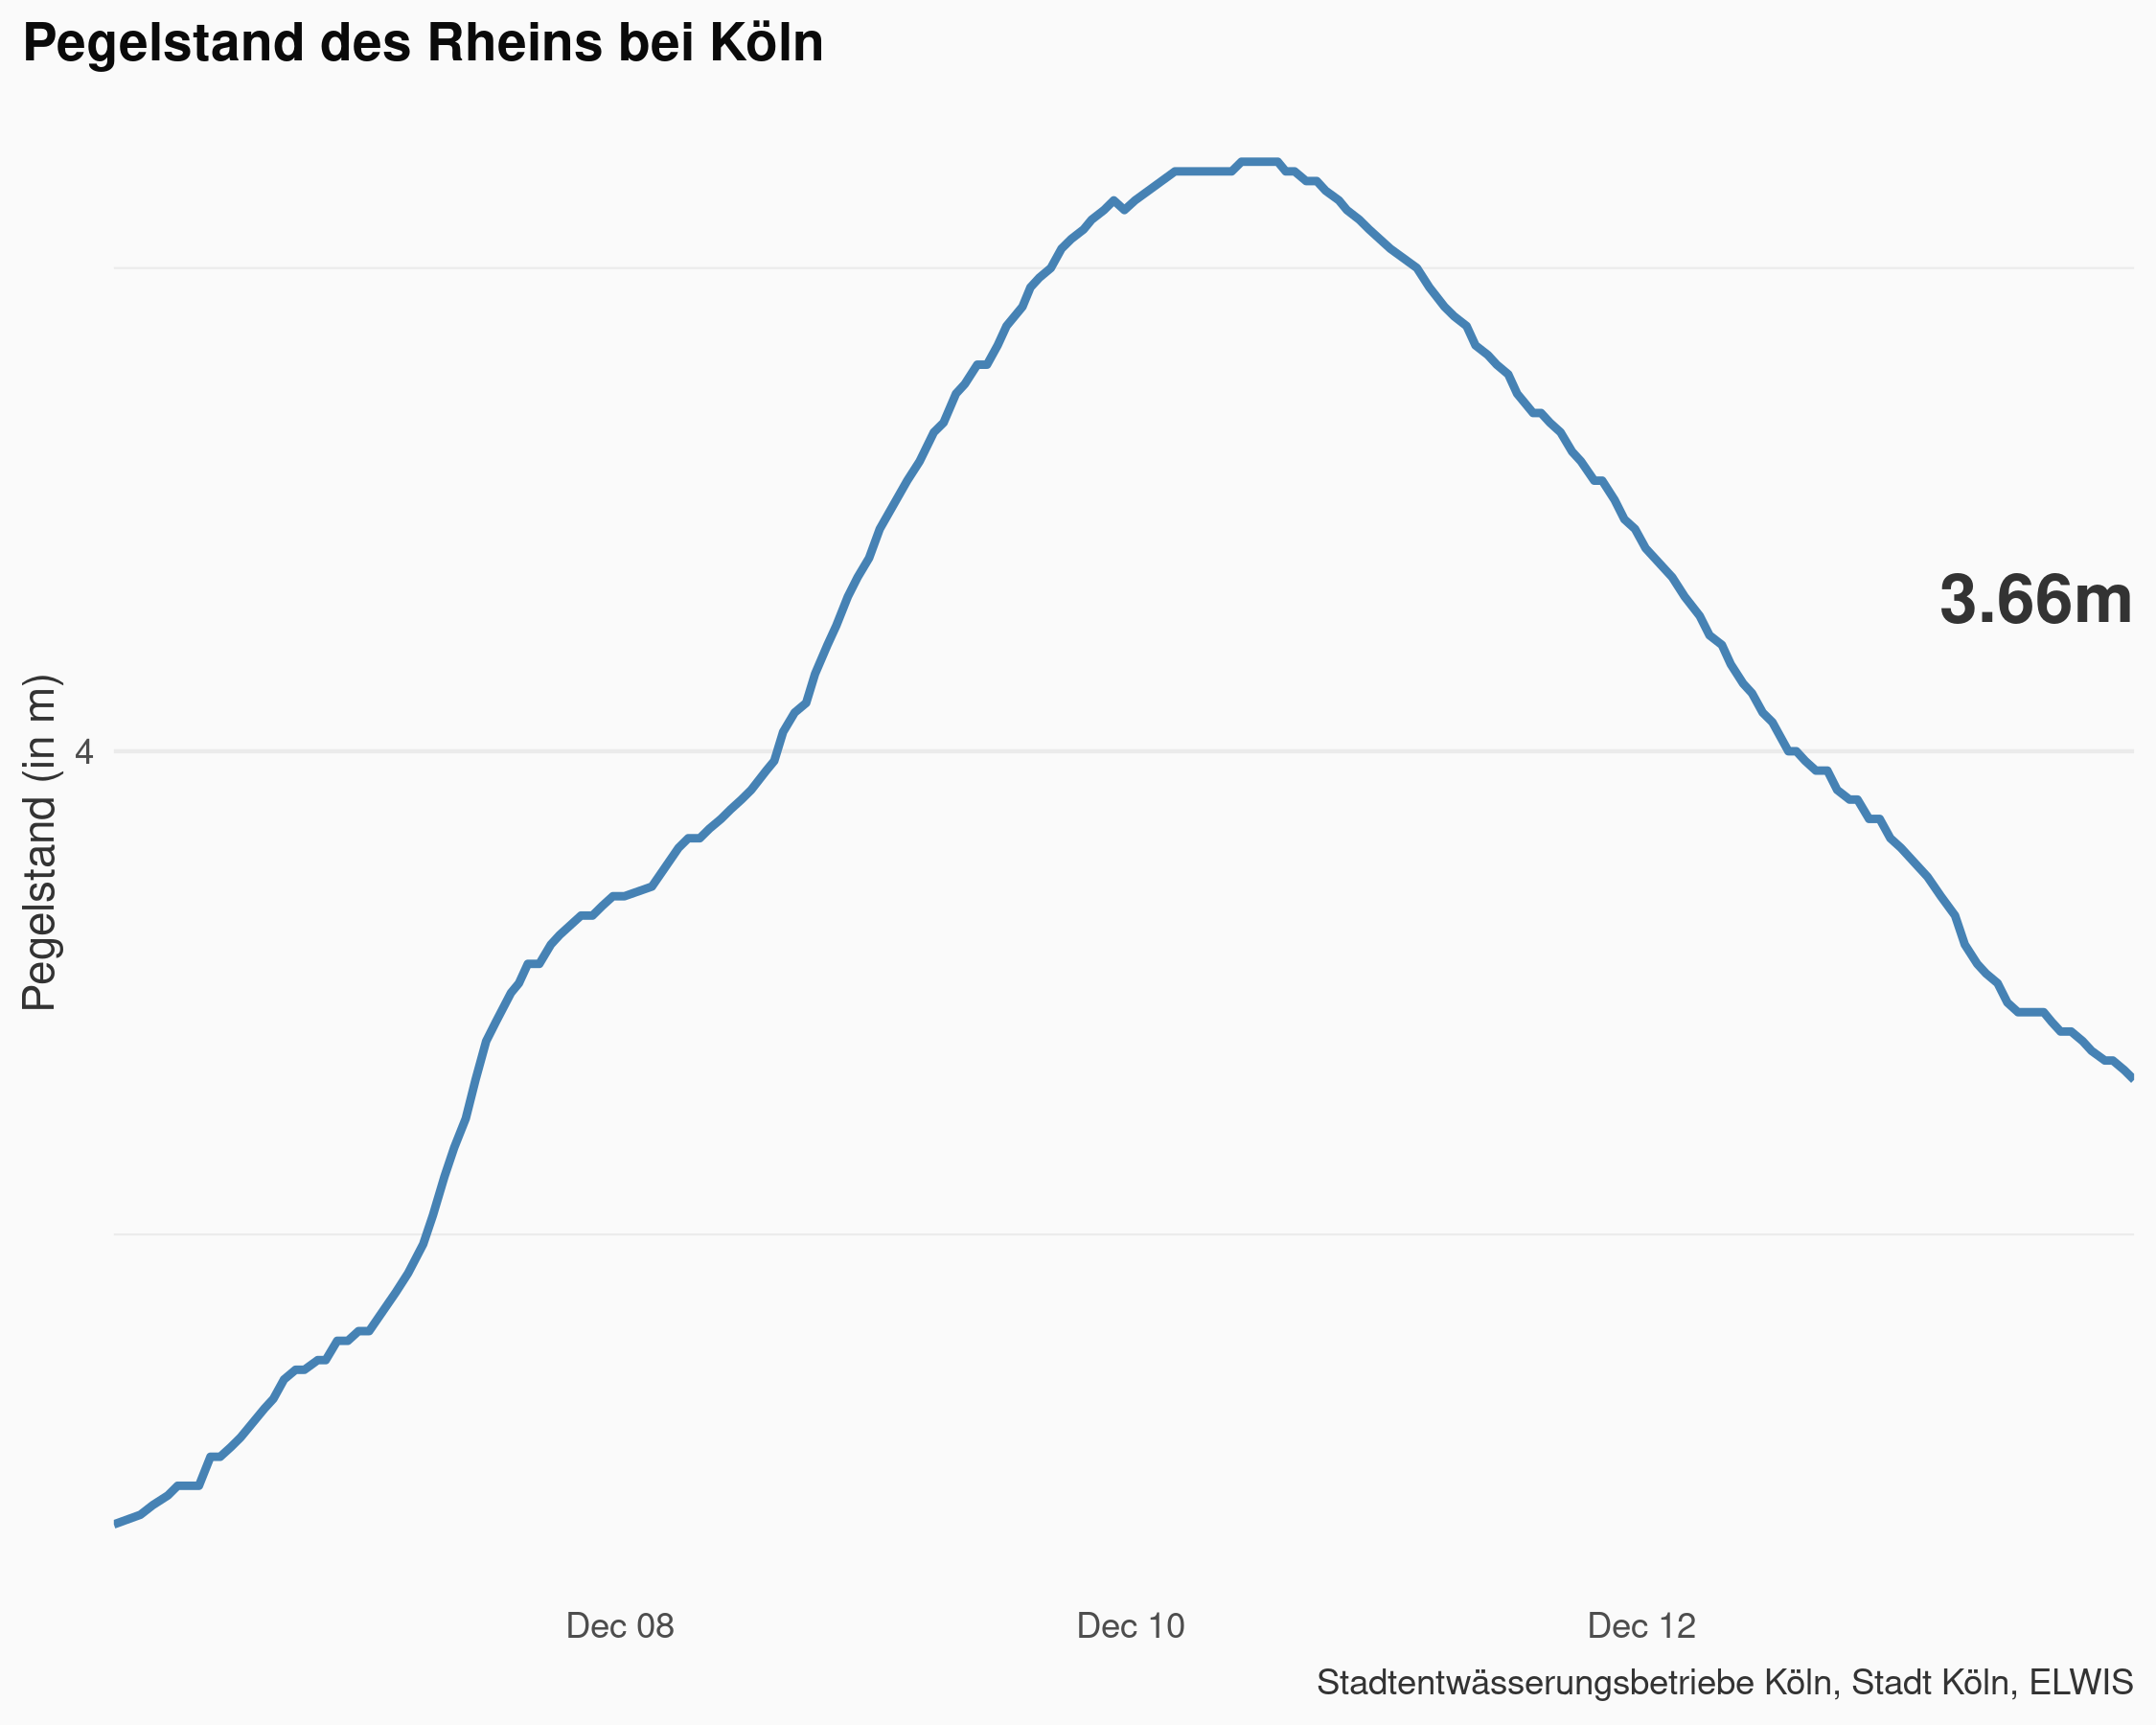 Pegelstand des Rheins bei Köln
3.66m
Pegelstand (in m)
4
Dec 08
Dec 10
Dec 12
Stadtentwässerungsbetriebe Köln, Stadt Köln, ELWIS